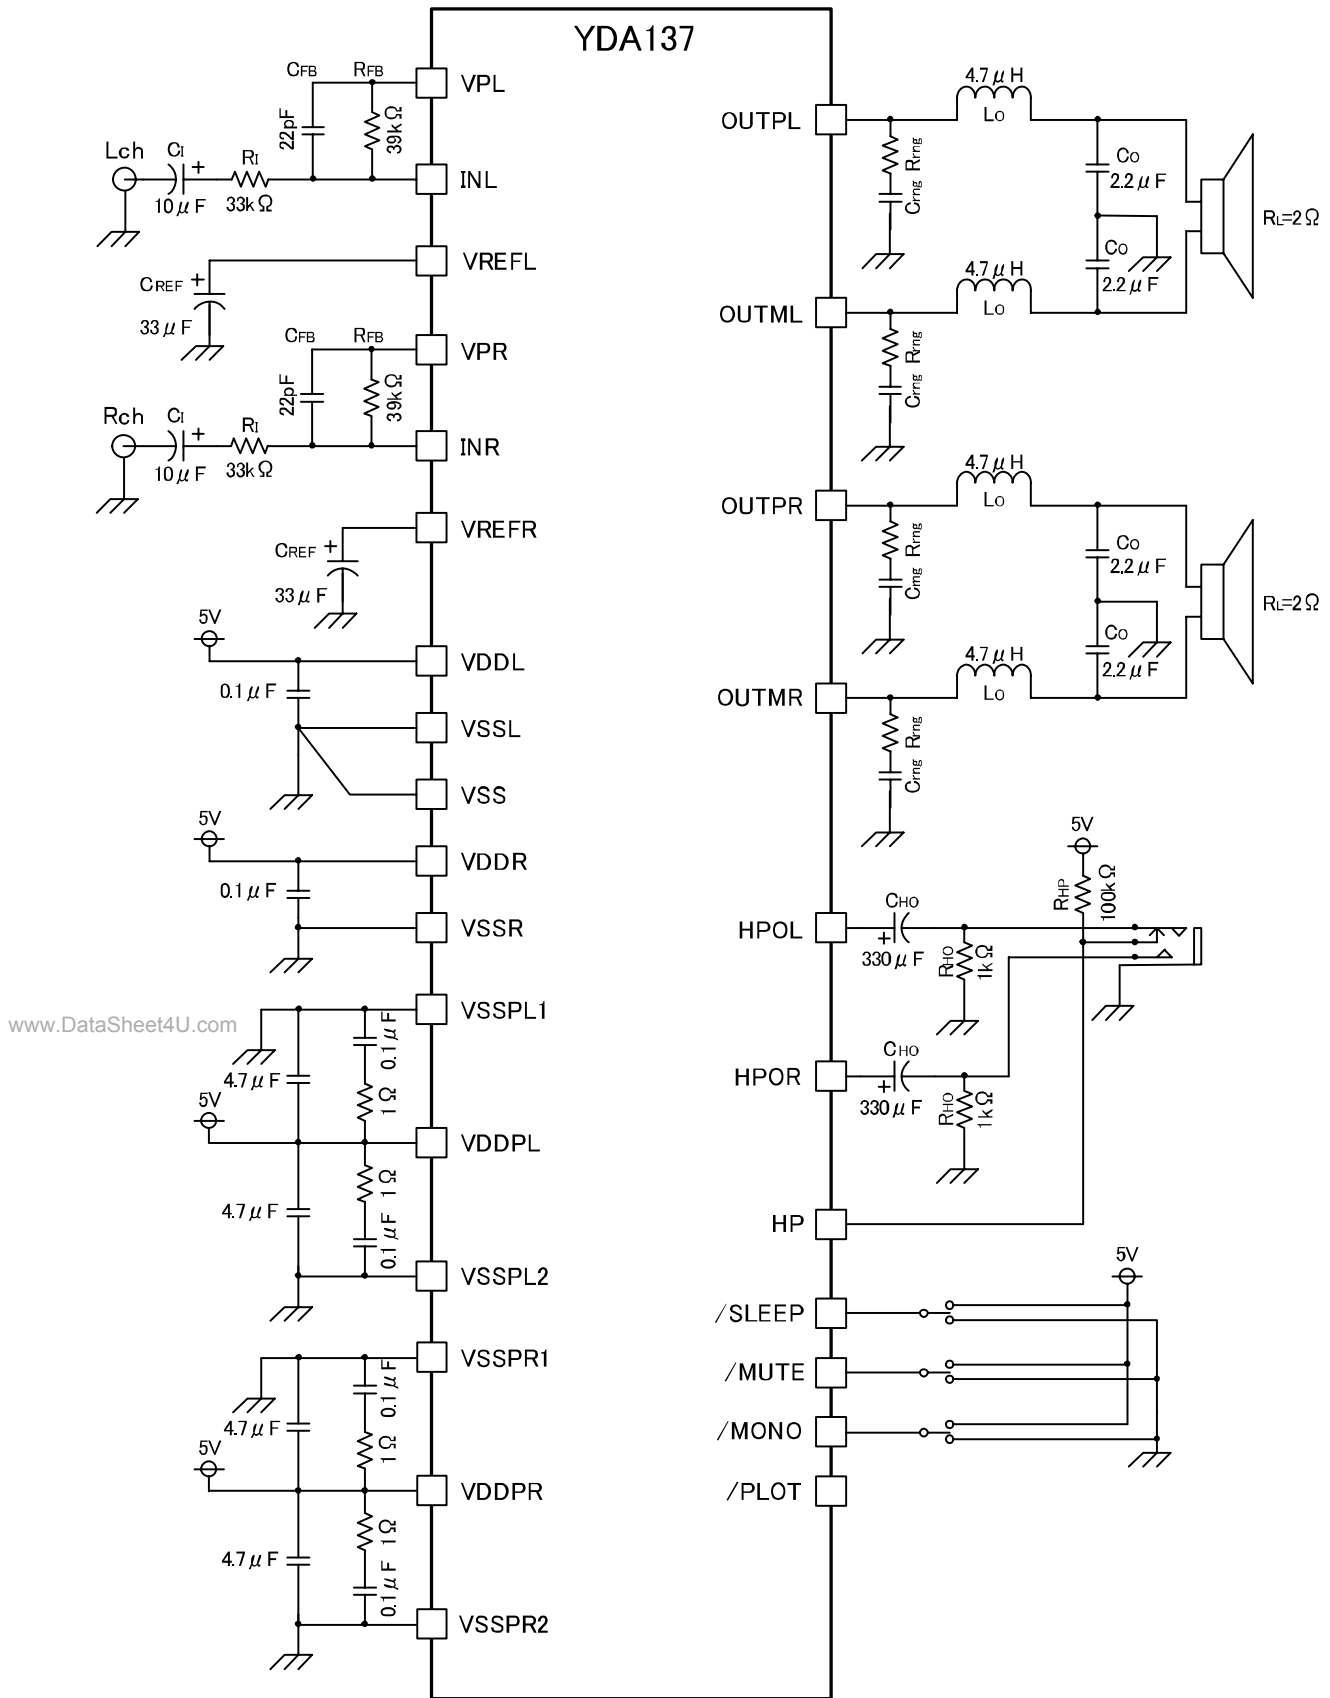 YDA137
CFB RFB
VPL
22pF
39kΩ
Lch CI + RI
INL
10μF 33kΩ
VREFL
CREF +
33μF
CFB RFB
VPR
22pF
39kΩ
Rch CI + RI
INR
10μF 33kΩ
VREFR
CREF +
33μF
5V
VDDL
0.1μF
VSSL
VSS
5V
VDDR
0.1μF
VSSR
www.DataSheet4U.com
VSSPL1
0.1μF
4.7μF
1Ω
5V
VDDPL
1Ω
4.7μF
0.1μF
VSSPL2
VSSPR1
0.1μF
4.7μF
1Ω
5V
VDDPR
1Ω
4.7μF
0.1μF
VSSPR2
4.7μH
OUTPL
LO
Rrng
Crng
CO
2.2μF
RL=2Ω
CO
2.2μF
4.7μH
OUTML
LO
Rrng
Crng
4.7μH
OUTPR
LO
Rrng
Cmg
CO
2.2μF
RL=2Ω
CO
2.2μF
4.7μH
OUTMR
LO
Rrng
Crng
5V
RHP
100kΩ
CHO
HPOL
+
330μF
RHO
1kΩ
CHO
HPOR
+
330μF
RHO
1kΩ
HP
5V
/SLEEP
/MUTE
/MONO
/PLOT